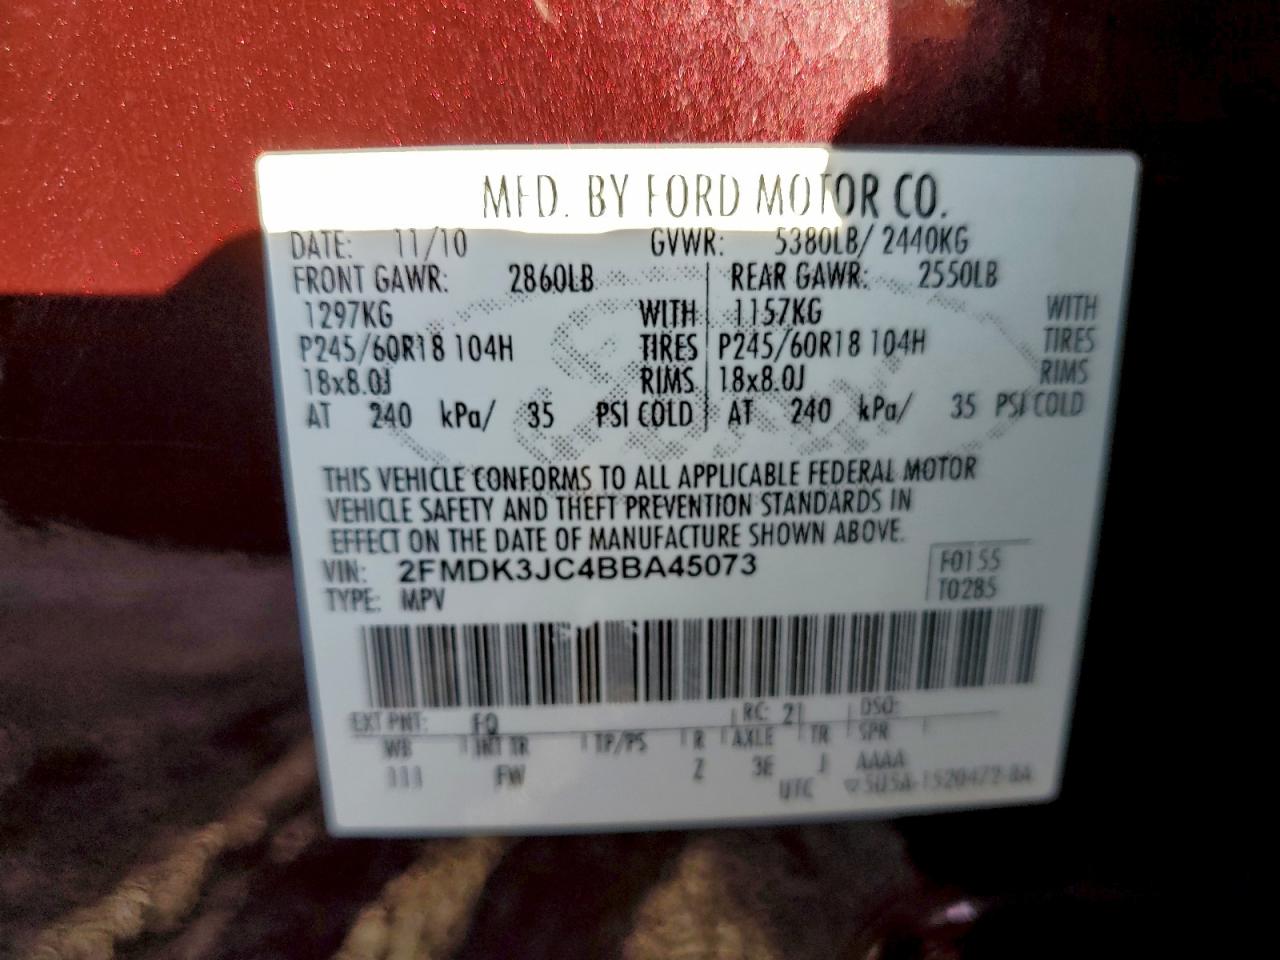 MFD. BY FORD MOTOR CO.
DATE: 11/10 GVWR: 5380LB/ 2440KG
FRONT GAWR: 2860LB REAR GAWR: 2550LB
1297KG WITH 1157KG WITH
P245/60R18 104H TIRES P245/60R18 104H TIRES
18x8.0J RIMS 18x8.0J RIMS
AT 240 kPa/ 35 PSI COLD AT 240 kPa/ 35 PSI COLD
THIS VEHICLE CONFORMS TO ALL APPLICABLE FEDERAL MOTOR
VEHICLE SAFETY AND THEFT PREVENTION STANDARDS IN
EFFECT ON THE DATE OF MANUFACTURE SHOWN ABOVE.
VIN: 2FMDK3JC4BBA45073 F0155
TYPE: MPV T0285
EXT PNT: FQ RC: 21 DSO:
WB INT TR TP/PS R AXLE TR SPR
111 FW 2 3E J AAAA
UTC ▽5U5A-1520472-BA